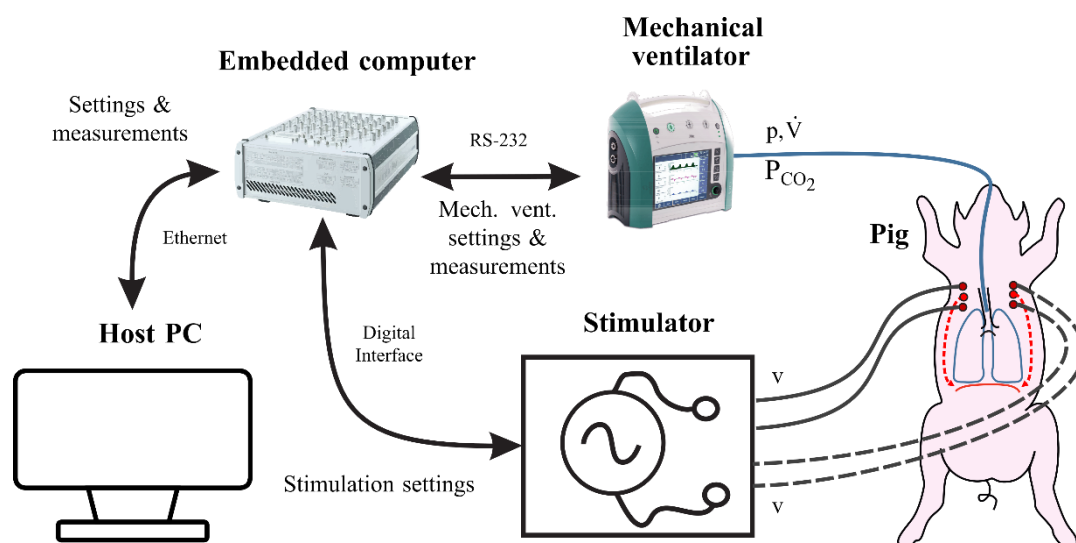 Mechanical
ventilator
Embedded computer
Settings &
measurements
RS-232
p, V̇
P_CO₂
Mech. vent.
settings &
measurements
Ethernet
Pig
Host PC
Digital
Interface
Stimulator
v
Stimulation settings
v